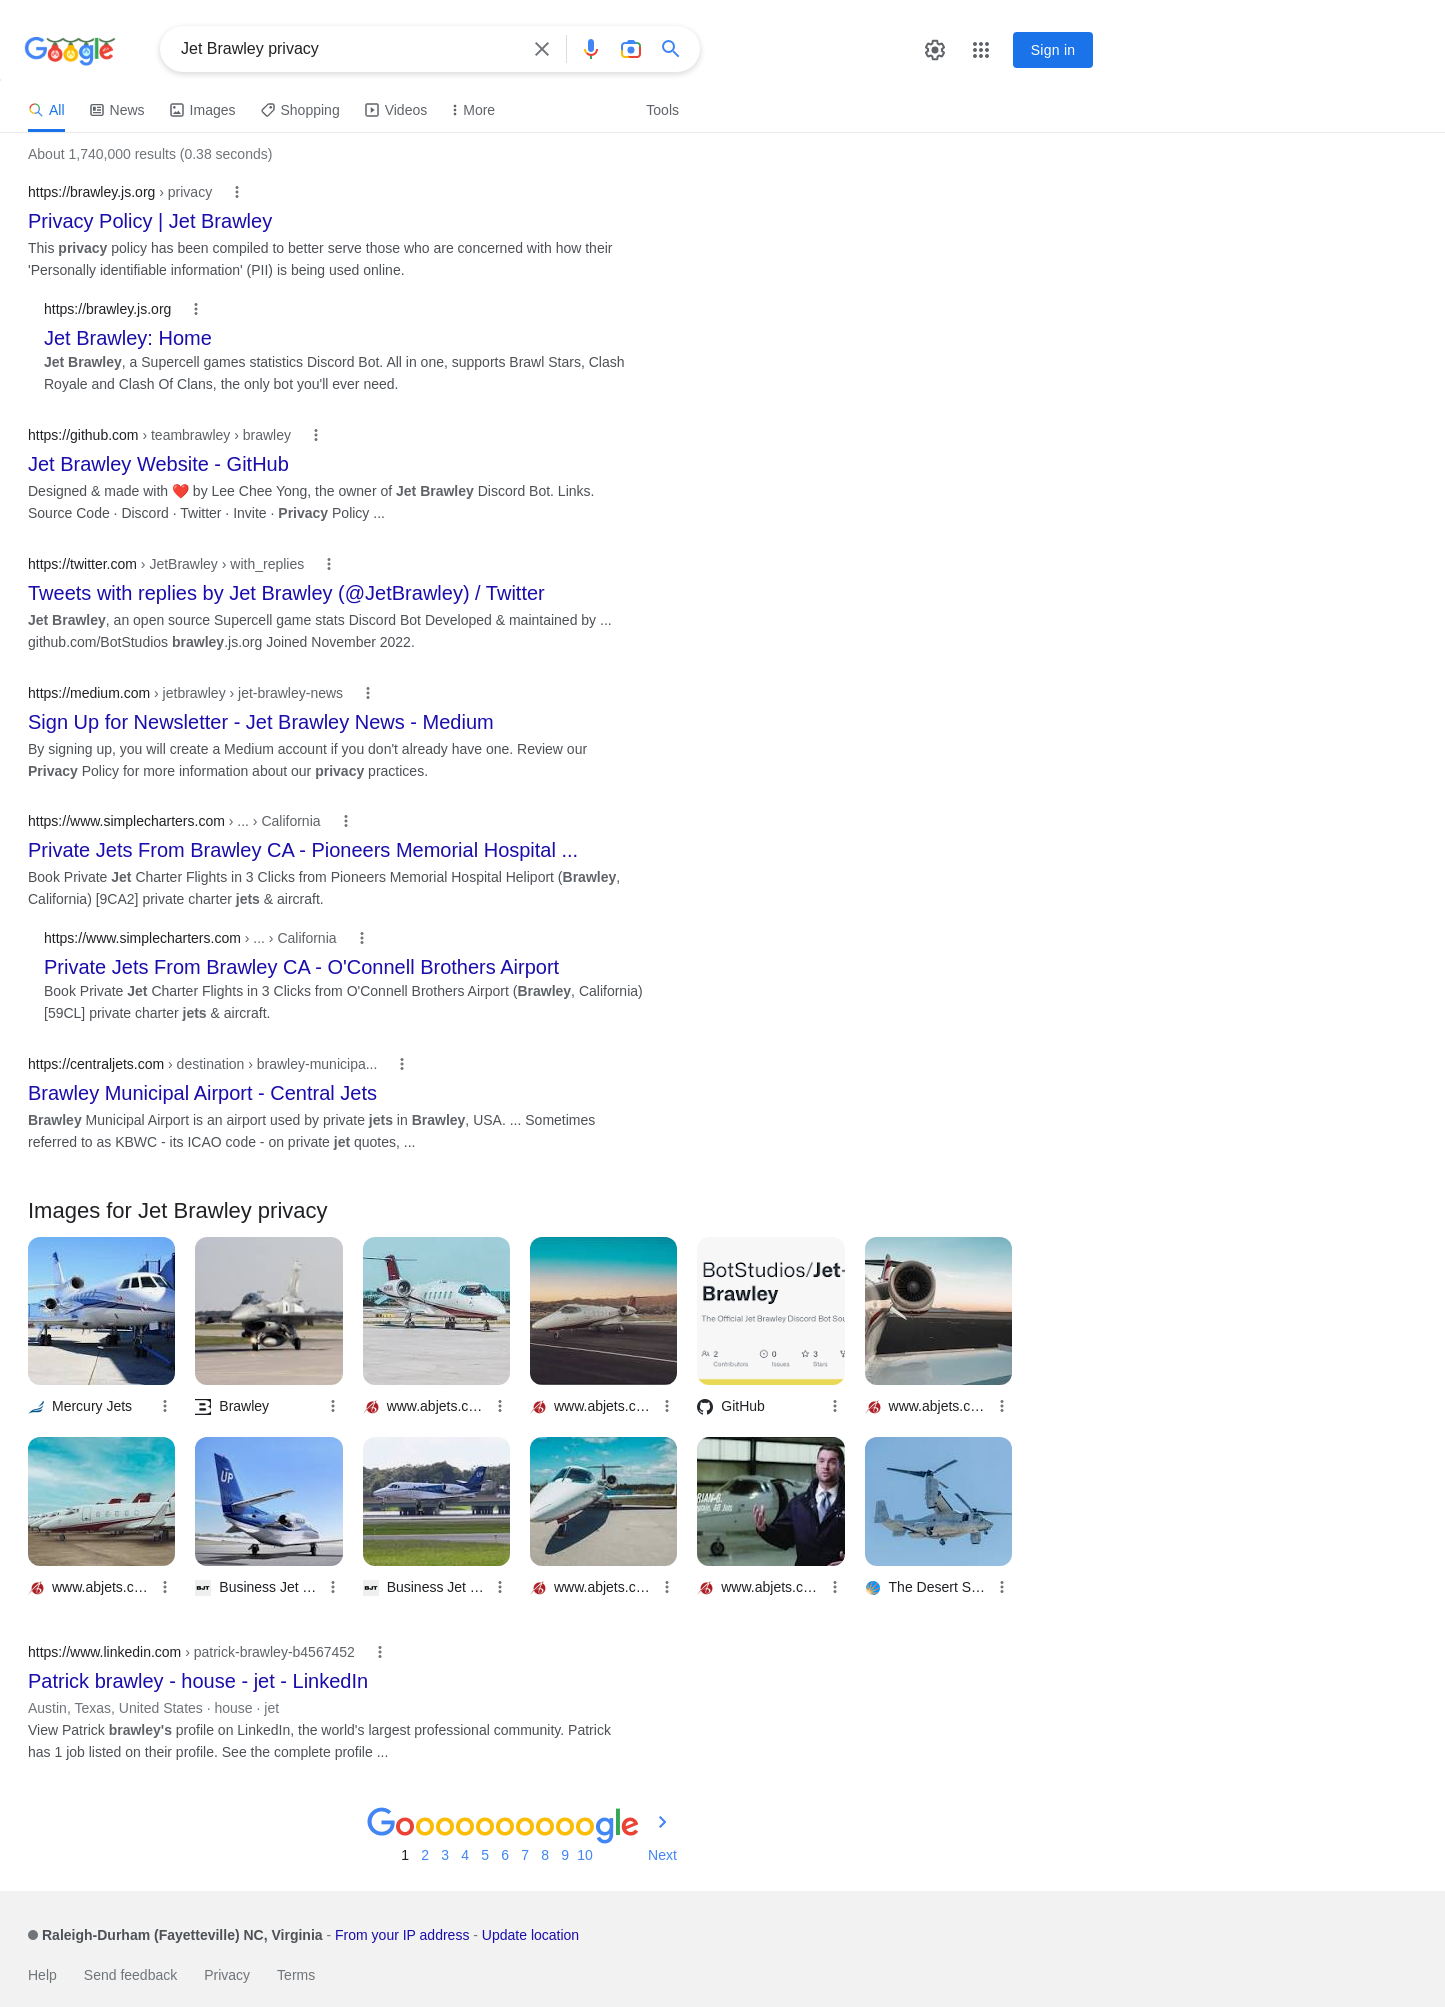 Google
Jet Brawley privacy
Sign in
All
News
Images
Shopping
Videos
More
Tools
About 1,740,000 results (0.38 seconds)
https://brawley.js.org › privacy
Privacy Policy | Jet Brawley
This privacy policy has been compiled to better serve those who are concerned with how their
'Personally identifiable information' (PII) is being used online.
https://brawley.js.org
Jet Brawley: Home
Jet Brawley, a Supercell games statistics Discord Bot. All in one, supports Brawl Stars, Clash
Royale and Clash Of Clans, the only bot you'll ever need.
https://github.com › teambrawley › brawley
Jet Brawley Website - GitHub
Designed & made with ❤️ by Lee Chee Yong, the owner of Jet Brawley Discord Bot. Links.
Source Code · Discord · Twitter · Invite · Privacy Policy ...
https://twitter.com › JetBrawley › with_replies
Tweets with replies by Jet Brawley (@JetBrawley) / Twitter
Jet Brawley, an open source Supercell game stats Discord Bot Developed & maintained by ...
github.com/BotStudios brawley.js.org Joined November 2022.
https://medium.com › jetbrawley › jet-brawley-news
Sign Up for Newsletter - Jet Brawley News - Medium
By signing up, you will create a Medium account if you don't already have one. Review our
Privacy Policy for more information about our privacy practices.
https://www.simplecharters.com › ... › California
Private Jets From Brawley CA - Pioneers Memorial Hospital ...
Book Private Jet Charter Flights in 3 Clicks from Pioneers Memorial Hospital Heliport (Brawley,
California) [9CA2] private charter jets & aircraft.
https://www.simplecharters.com › ... › California
Private Jets From Brawley CA - O'Connell Brothers Airport
Book Private Jet Charter Flights in 3 Clicks from O'Connell Brothers Airport (Brawley, California)
[59CL] private charter jets & aircraft.
https://centraljets.com › destination › brawley-municipa...
Brawley Municipal Airport - Central Jets
Brawley Municipal Airport is an airport used by private jets in Brawley, USA. ... Sometimes
referred to as KBWC - its ICAO code - on private jet quotes, ...
Images for Jet Brawley privacy
BotStudios/Jet-
Brawley
The Official Jet Brawley Discord Bot Sou
2
Contributors
0
Issues
3
Stars
Mercury Jets
Brawley
www.abjets.c...
www.abjets.c...
GitHub
www.abjets.c...
UP
UP
RIAN G.
AB Jets
www.abjets.c...
BJT
Business Jet ...
BJT
Business Jet ...
www.abjets.c...
www.abjets.c...
The Desert S...
https://www.linkedin.com › patrick-brawley-b4567452
Patrick brawley - house - jet - LinkedIn
Austin, Texas, United States · house · jet
View Patrick brawley's profile on LinkedIn, the world's largest professional community. Patrick
has 1 job listed on their profile. See the complete profile ...
Goooooooooogle
1 2 3 4 5 6 7 8 9 10 Next
Raleigh-Durham (Fayetteville) NC, Virginia - From your IP address - Update location
Help Send feedback Privacy Terms